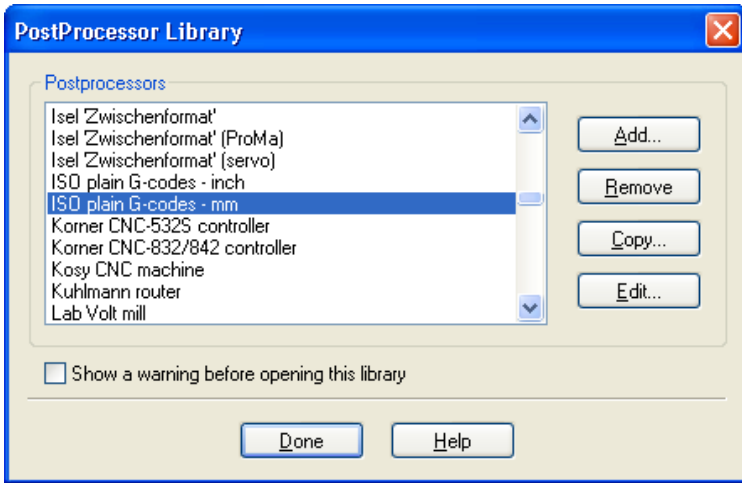 PostProcessor Library
Postprocessors
Isel 'Zwischenformat'
Isel 'Zwischenformat' (ProMa)
Isel 'Zwischenformat' (servo)
ISO plain G-codes - inch
ISO plain G-codes - mm
Korner CNC-532S controller
Korner CNC-832/842 controller
Kosy CNC machine
Kuhlmann router
Lab Volt mill
Add...
Remove
Copy...
Edit...
Show a warning before opening this library
Done
Help